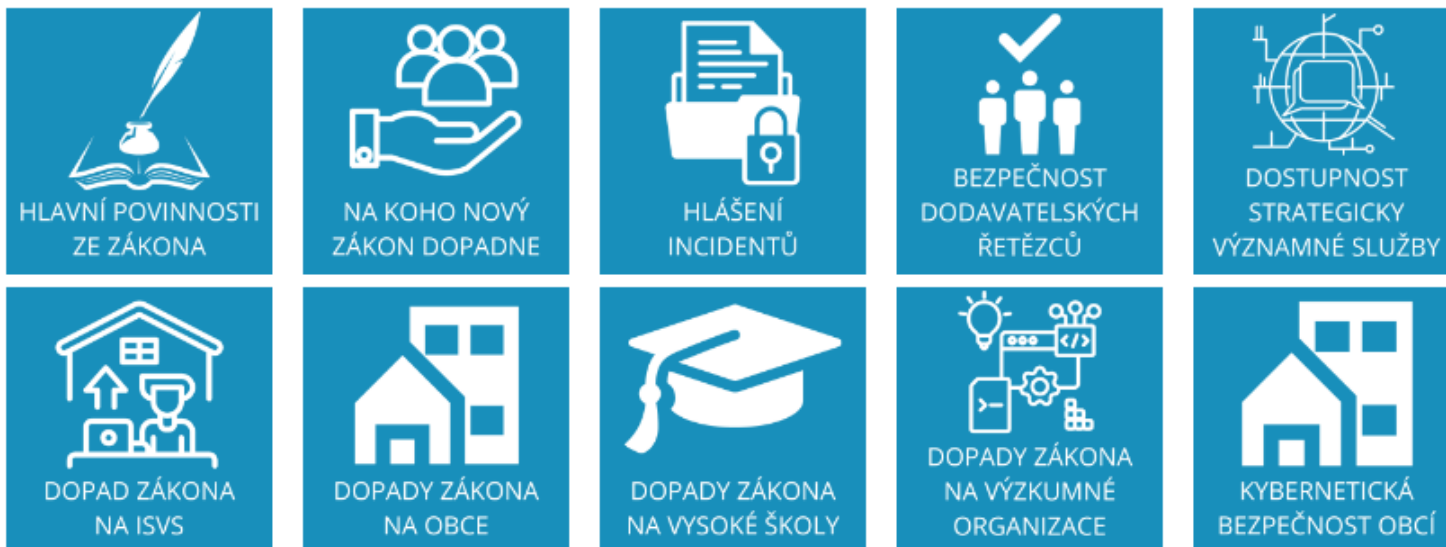 HLAVNÍ POVINNOSTI
ZE ZÁKONA
NA KOHO NOVÝ
ZÁKON DOPADNE
HLÁŠENÍ
INCIDENTŮ
BEZPEČNOST
DODAVATELSKÝCH
ŘETĚZCŮ
DOSTUPNOST
STRATEGICKY
VÝZNAMNÉ SLUŽBY
DOPAD ZÁKONA
NA ISVS
DOPADY ZÁKONA
NA OBCE
DOPADY ZÁKONA
NA VYSOKÉ ŠKOLY
DOPADY ZÁKONA
NA VÝZKUMNÉ
ORGANIZACE
KYBERNETICKÁ
BEZPEČNOST OBCÍ